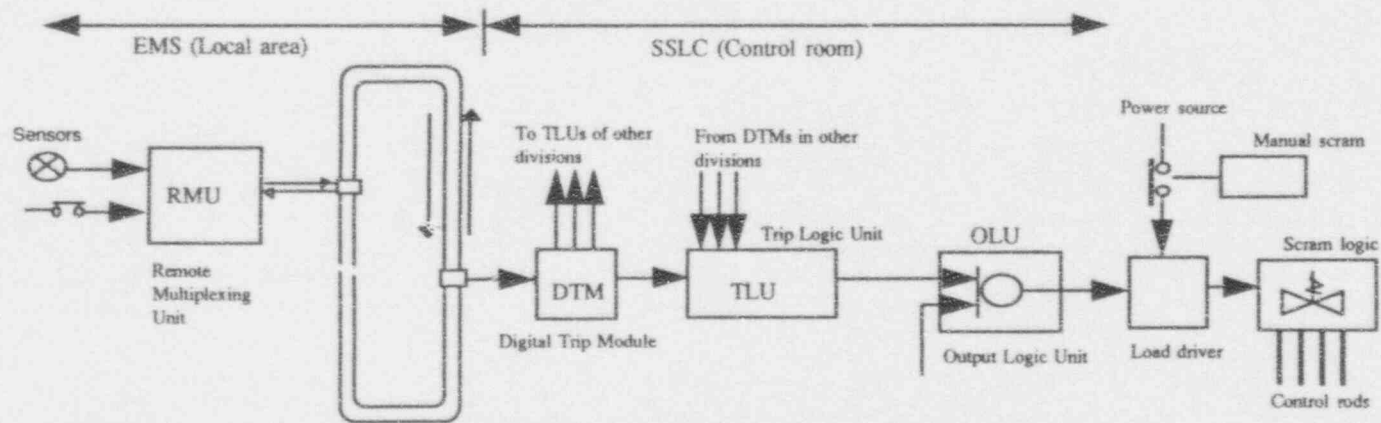 EMS (Local area)
SSLC (Control room)
Sensors
RMU
Remote
Multiplexing
Unit
To TLUs of other
divisions
From DTMs in other
divisions
DTM
Digital Trip Module
Trip Logic Unit
TLU
OLU
Output Logic Unit
Power source
Manual scram
Load driver
Scram logic
Control rods